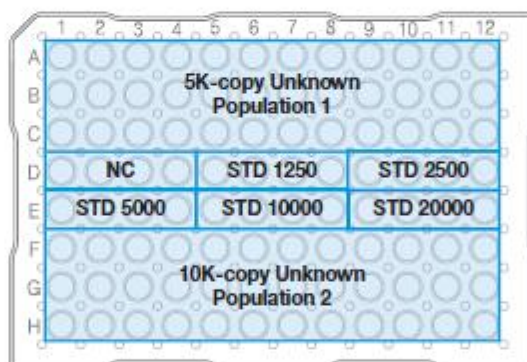 1 2 3 4 5 6 7 8 9 10 11 12
A
5K-copy Unknown
B
Population 1
C
D NC STD 1250 STD 2500
E STD 5000 STD 10000 STD 20000
F
10K-copy Unknown
G
Population 2
H